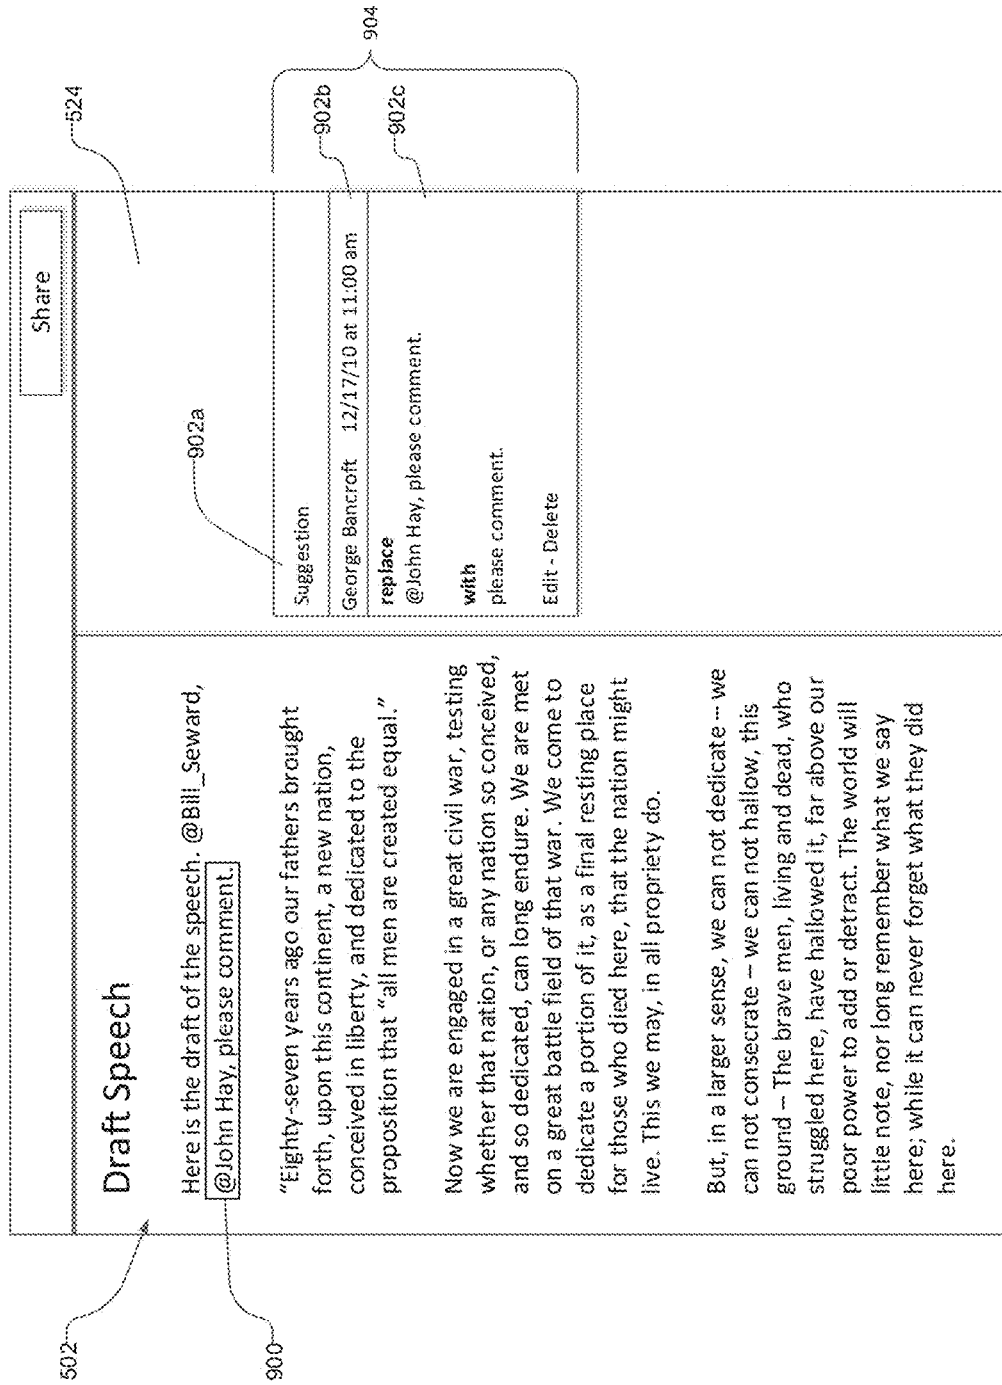 Share
Draft Speech
Here is the draft of the speech. @Bill_Seward,
@John Hay, please comment.
“Eighty-seven years ago our fathers brought
forth, upon this continent, a new nation,
conceived in liberty, and dedicated to the
proposition that “all men are created equal.”
Now we are engaged in a great civil war, testing
whether that nation, or any nation so conceived,
and so dedicated, can long endure. We are met
on a great battle field of that war. We come to
dedicate a portion of it, as a final resting place
for those who died here, that the nation might
live. This we may, in all propriety do.
But, in a larger sense, we can not dedicate -- we
can not consecrate – we can not hallow, this
ground – The brave men, living and dead, who
struggled here, have hallowed it, far above our
poor power to add or detract. The world will
little note, nor long remember what we say
here; while it can never forget what they did
here.
Suggestion
George Bancroft 12/17/10 at 11:00 am
replace
@John Hay, please comment.
with
please comment.
Edit - Delete
502
900
902a
524
902b
902c
904